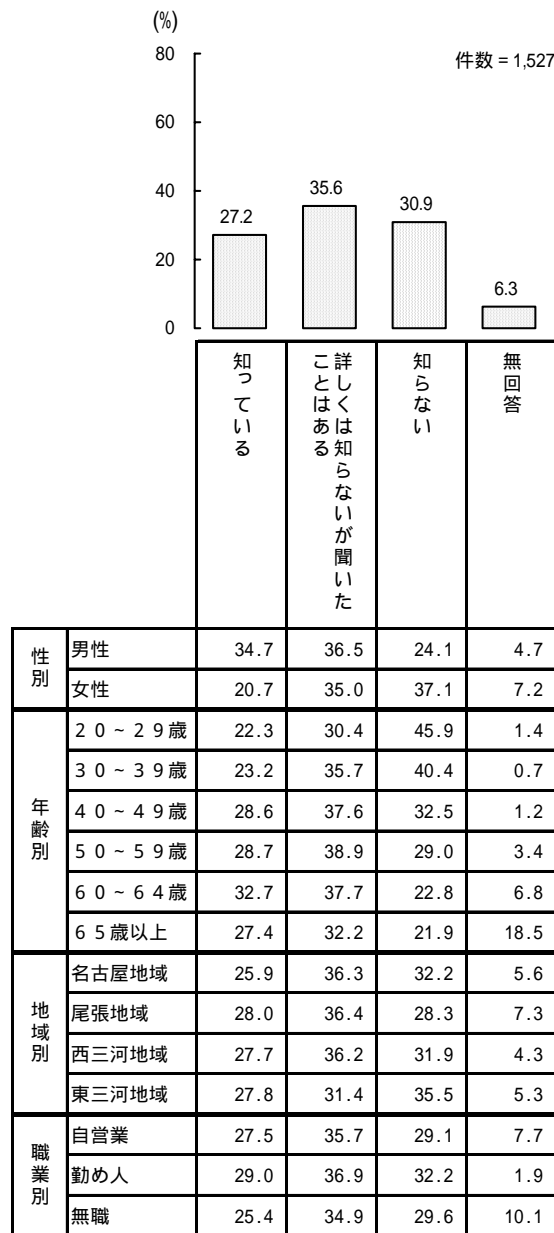 (%)
80
件数 = 1,527
60
40
35.6
30.9
27.2
20
6.3
0
知っている
詳しくは知らないが聞いた
ことはある
知らない
無回答
性別
男性 34.7 36.5 24.1 4.7
女性 20.7 35.0 37.1 7.2
年齢別
２０～２９歳 22.3 30.4 45.9 1.4
３０～３９歳 23.2 35.7 40.4 0.7
４０～４９歳 28.6 37.6 32.5 1.2
５０～５９歳 28.7 38.9 29.0 3.4
６０～６４歳 32.7 37.7 22.8 6.8
６５歳以上 27.4 32.2 21.9 18.5
地域別
名古屋地域 25.9 36.3 32.2 5.6
尾張地域 28.0 36.4 28.3 7.3
西三河地域 27.7 36.2 31.9 4.3
東三河地域 27.8 31.4 35.5 5.3
職業別
自営業 27.5 35.7 29.1 7.7
勤め人 29.0 36.9 32.2 1.9
無職 25.4 34.9 29.6 10.1